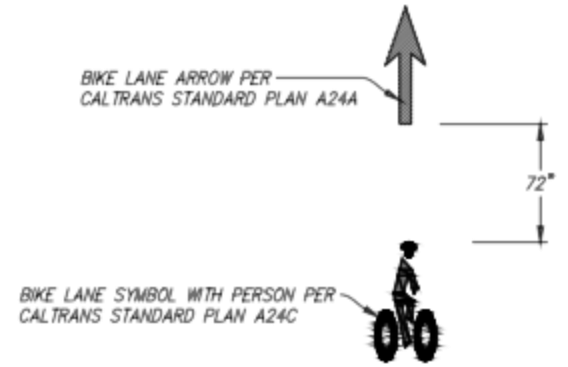 BIKE LANE ARROW PER
CALTRANS STANDARD PLAN A24A
72"
BIKE LANE SYMBOL WITH PERSON PER
CALTRANS STANDARD PLAN A24C